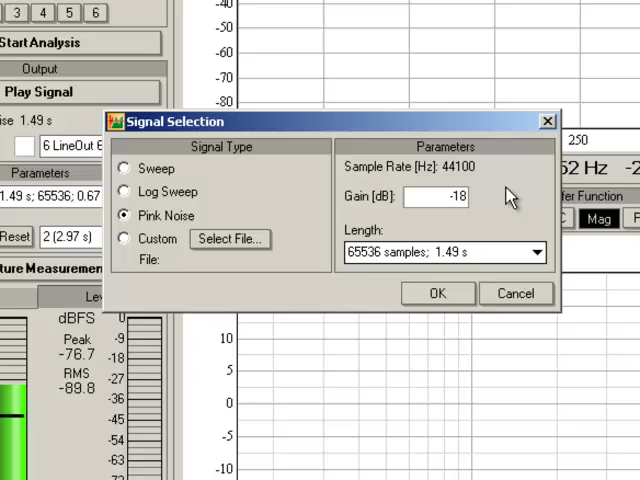 3 4 5 6
Start Analysis
Output
Play Signal
ise 1.49 s
6 LineOut 6
Parameters
1.49 s; 65536; 0.67
Reset
2 (2.97 s)
ture Measuremen
Le
dBFS
Peak
-76.7
RMS
-89.8
0
-9
-18
-27
-36
-45
-54
-63
-40
-50
-60
-70
-80
Signal Selection
Signal Type
Sweep
Log Sweep
Pink Noise
Custom
Select File...
File:
Parameters
Sample Rate [Hz]: 44100
Gain [dB]: -18
Length:
65536 samples; 1.49 s
OK
Cancel
250
52 Hz
fer Function
C
Mag
P
10
5
0
-5
-10